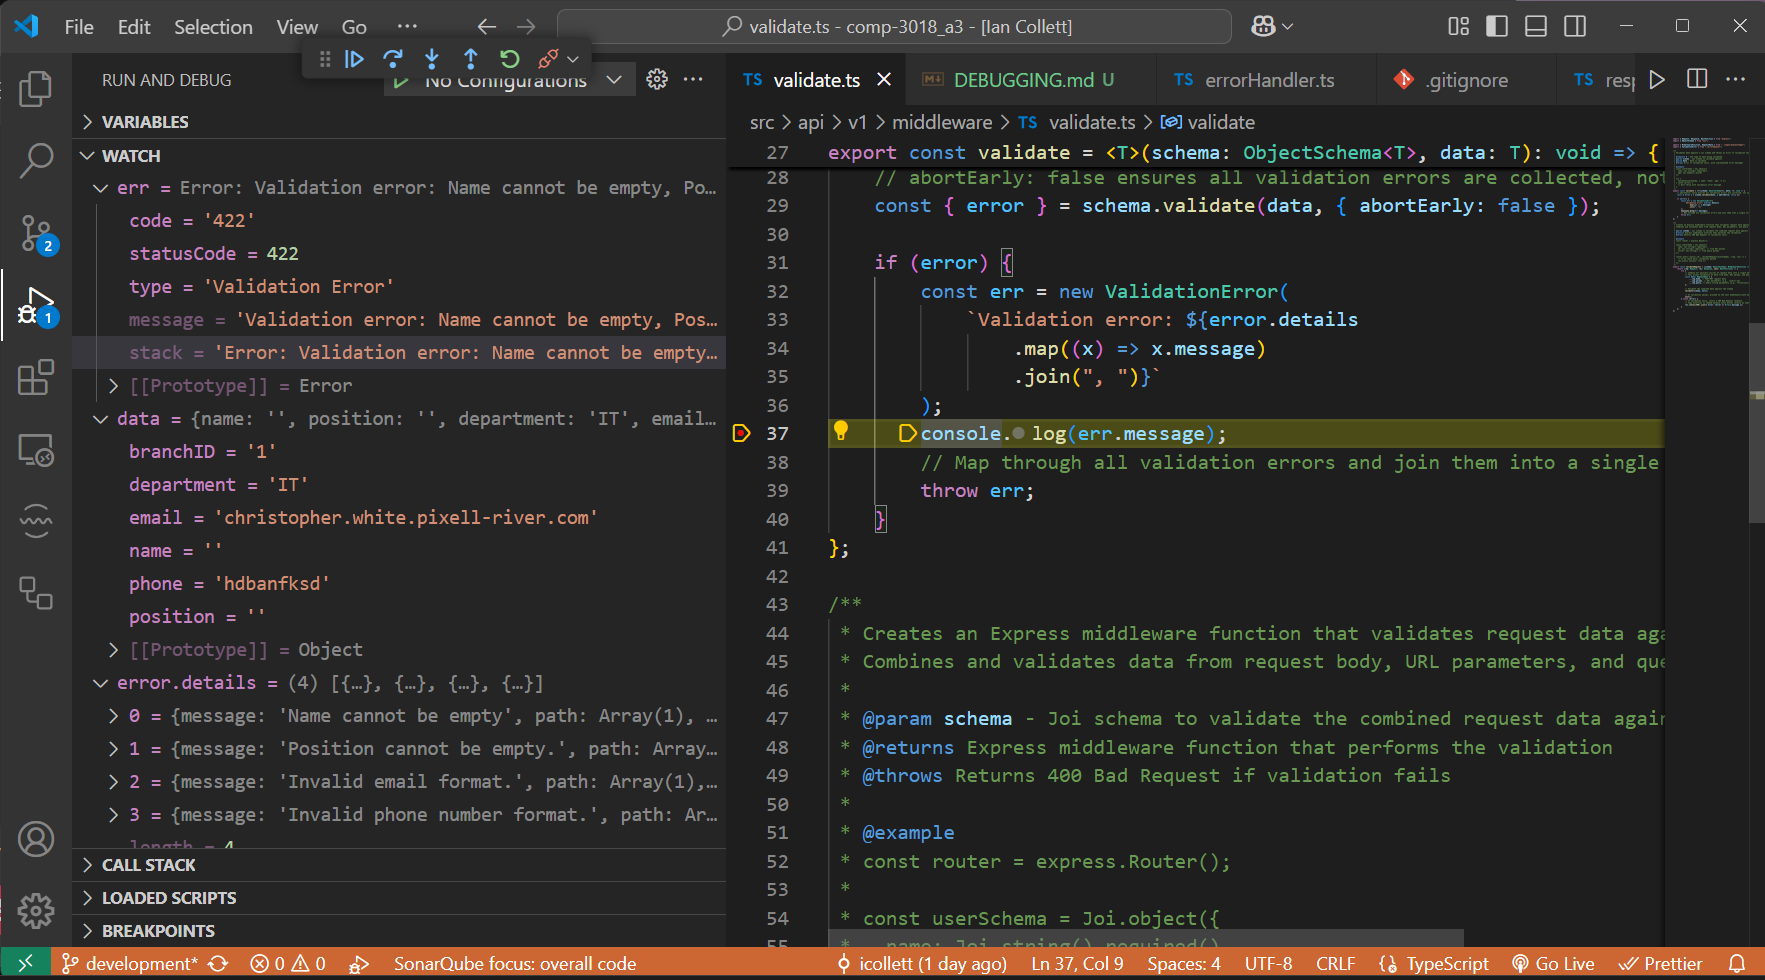 File Edit Selection View Go ··· validate.ts - comp-3018_a3 - [Ian Collett]
RUN AND DEBUG
No Configurations
VARIABLES
WATCH
err = Error: Validation error: Name cannot be empty, Po…
code = '422'
statusCode = 422
type = 'Validation Error'
message = 'Validation error: Name cannot be empty, Pos…
stack = 'Error: Validation error: Name cannot be empty…
[[Prototype]] = Error
data = {name: '', position: '', department: 'IT', email…
branchID = '1'
department = 'IT'
email = 'christopher.white.pixell-river.com'
name = ''
phone = 'hdbanfksd'
position = ''
[[Prototype]] = Object
error.details = (4) [{…}, {…}, {…}, {…}]
0 = {message: 'Name cannot be empty', path: Array(1), …
1 = {message: 'Position cannot be empty.', path: Array…
2 = {message: 'Invalid email format.', path: Array(1),…
3 = {message: 'Invalid phone number format.', path: Ar…
length = 4
CALL STACK
LOADED SCRIPTS
BREAKPOINTS
2
1
TS validate.ts
DEBUGGING.md U
TS errorHandler.ts
.gitignore
TS resp
src > api > v1 > middleware > TS validate.ts > validate
27 export const validate = <T>(schema: ObjectSchema<T>, data: T): void => {
28 // abortEarly: false ensures all validation errors are collected, not
29 const { error } = schema.validate(data, { abortEarly: false });
30
31 if (error) {
32 const err = new ValidationError(
33 `Validation error: ${error.details
34 .map((x) => x.message)
35 .join(", ")}`
36 );
37 console.log(err.message);
38 // Map through all validation errors and join them into a single
39 throw err;
40 }
41 };
42
43 /**
44 * Creates an Express middleware function that validates request data aga
45 * Combines and validates data from request body, URL parameters, and que
46 *
47 * @param schema - Joi schema to validate the combined request data again
48 * @returns Express middleware function that performs the validation
49 * @throws Returns 400 Bad Request if validation fails
50 *
51 * @example
52 * const router = express.Router();
53 *
54 * const userSchema = Joi.object({
55 * name: Joi.string().required()
development* 0 0 SonarQube focus: overall code icollett (1 day ago) Ln 37, Col 9 Spaces: 4 UTF-8 CRLF TypeScript Go Live Prettier